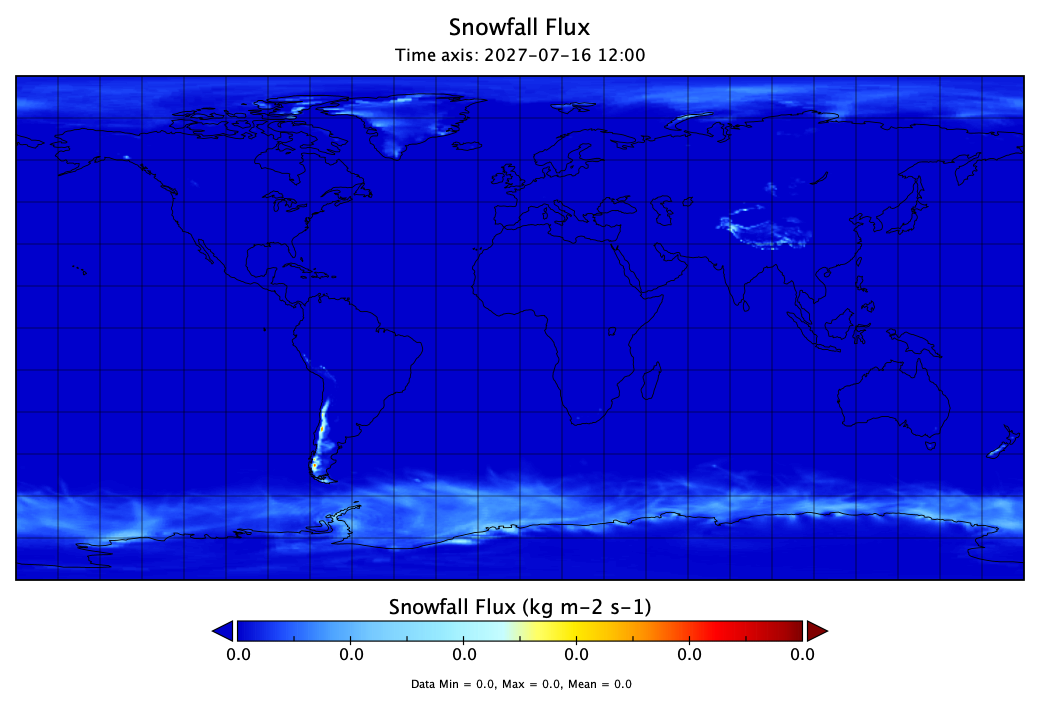 Snowfall Flux
Time axis: 2027-07-16 12:00
Snowfall Flux (kg m-2 s-1)
0.0 0.0 0.0 0.0 0.0 0.0
Data Min = 0.0, Max = 0.0, Mean = 0.0